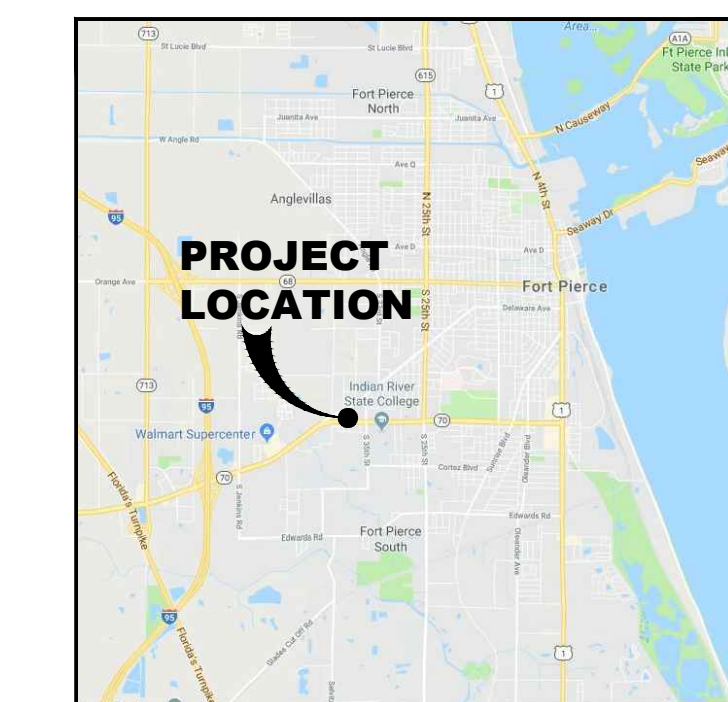 Area...
713
St Lucie Blvd
St Lucie Blvd
A1A
Ft Pierce Inl
State Park
615
1
Fort Pierce
North
Juanita Ave
Juanita Ave
N Causeway
W Angle Rd
Seaway
Ave Q
N 4th St
Anglevillas
N 25th St
95
Seaway Dr
PROJECT
Ave D
Ave D
Orange Ave
68
Fort Pierce
LOCATION
S 25th St
Delaware Ave
713
Indian River
State College
95
1
70
Walmart Supercenter
S 35th St
S 25th St
Sunrise Blvd
Oleander Blvd
Cortez Blvd
70
Florida's Turnpike
S Jenkins Rd
Edwards Rd
Edwards Rd
Fort Pierce
South
Oleander Ave
95
Glades Cut Off Rd
Florida's Turnpik
1
Selvitz